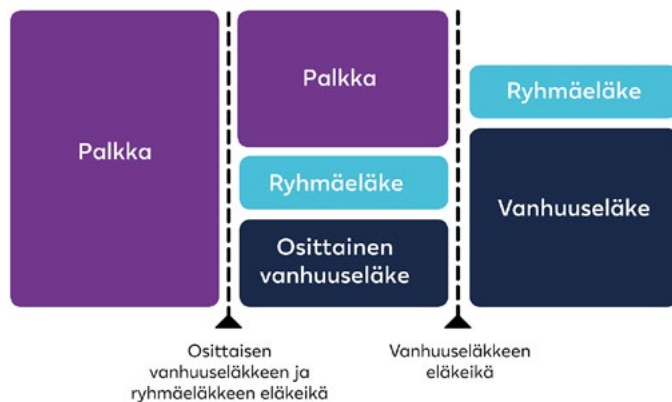 Palkka
Palkka
Ryhmäeläke
Osittainen
vanhuuseläke
Ryhmäeläke
Vanhuuseläke
Osittaisen
vanhuuseläkkeen ja
ryhmäeläkkeen eläkeikä
Vanhuuseläkkeen
eläkeikä